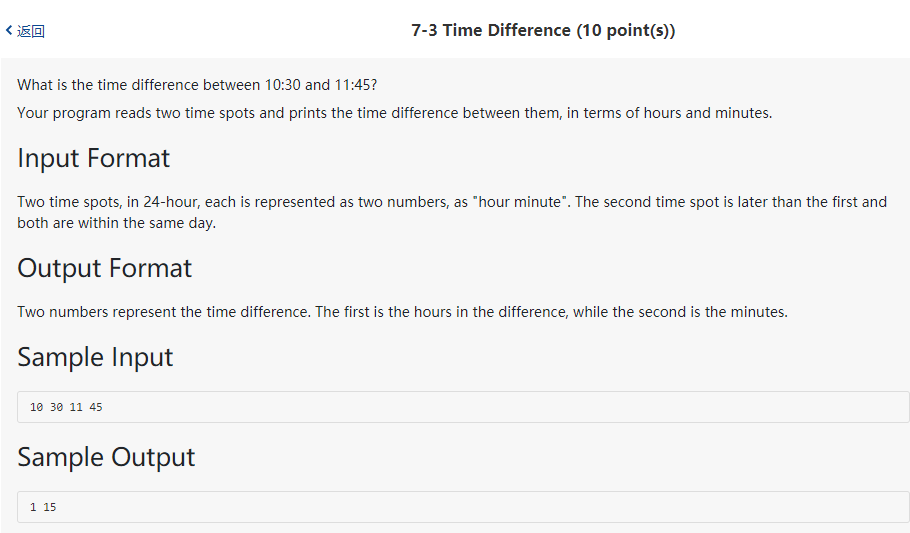 返回
7-3 Time Difference (10 point(s))
What is the time difference between 10:30 and 11:45?
Your program reads two time spots and prints the time difference between them, in terms of hours and minutes.
Input Format
Two time spots, in 24-hour, each is represented as two numbers, as "hour minute". The second time spot is later than the first and
both are within the same day.
Output Format
Two numbers represent the time difference. The first is the hours in the difference, while the second is the minutes.
Sample Input
10 30 11 45
Sample Output
1 15